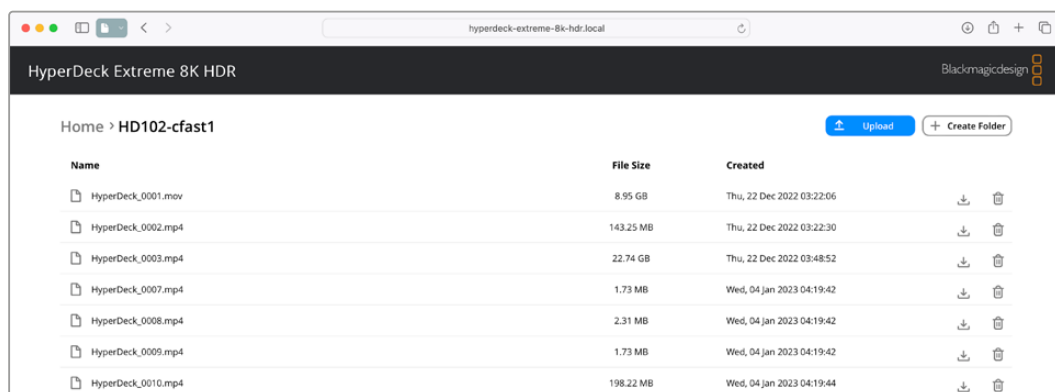 hyperdeck-extreme-8k-hdr.local
HyperDeck Extreme 8K HDR
Blackmagicdesign
Home > HD102-cfast1
Upload
+ Create Folder
Name File Size Created
HyperDeck_0001.mov 8.95 GB Thu, 22 Dec 2022 03:22:06
HyperDeck_0002.mp4 143.25 MB Thu, 22 Dec 2022 03:22:30
HyperDeck_0003.mp4 22.74 GB Thu, 22 Dec 2022 03:48:52
HyperDeck_0007.mp4 1.73 MB Wed, 04 Jan 2023 04:19:42
HyperDeck_0008.mp4 2.31 MB Wed, 04 Jan 2023 04:19:42
HyperDeck_0009.mp4 1.73 MB Wed, 04 Jan 2023 04:19:42
HyperDeck_0010.mp4 198.22 MB Wed, 04 Jan 2023 04:19:44